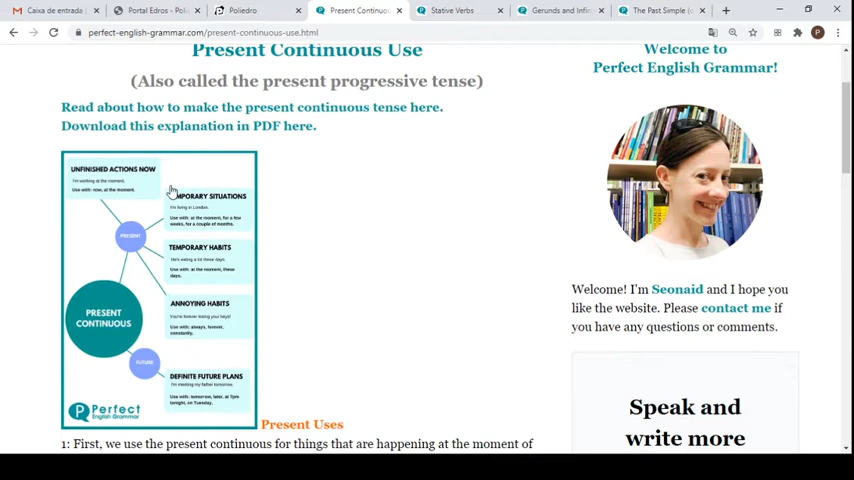 Caixa de entrada
Portal Edros - Poli
Poliedro
Present Continuo
Stative Verbs
Gerunds and Infin
The Past Simple (o
perfect-english-grammar.com/present-continuous-use.html
P
Present Continuous Use
(Also called the present progressive tense)
Read about how to make the present continuous tense here.
Download this explanation in PDF here.
UNFINISHED ACTIONS NOW
I'm working at the moment.
Use with: now, at the moment.
MPORARY SITUATIONS
I'm living in London.
Use with: at the moment, for a few
weeks, for a couple of months.
PRESENT
TEMPORARY HABITS
He's eating a lot these days.
Use with: at the moment, these
days.
ANNOYING HABITS
You're forever losing your keys!
Use with: always, forever,
constantly.
PRESENT
CONTINUOUS
FUTURE
DEFINITE FUTURE PLANS
I'm meeting my father tomorrow.
Use with: tomorrow, later, at 7pm
tonight, on Tuesday.
P Perfect
English Grammar
Present Uses
1: First, we use the present continuous for things that are happening at the moment of
Welcome to
Perfect English Grammar!
Welcome! I'm Seonaid and I hope you
like the website. Please contact me if
you have any questions or comments.
Speak and
write more